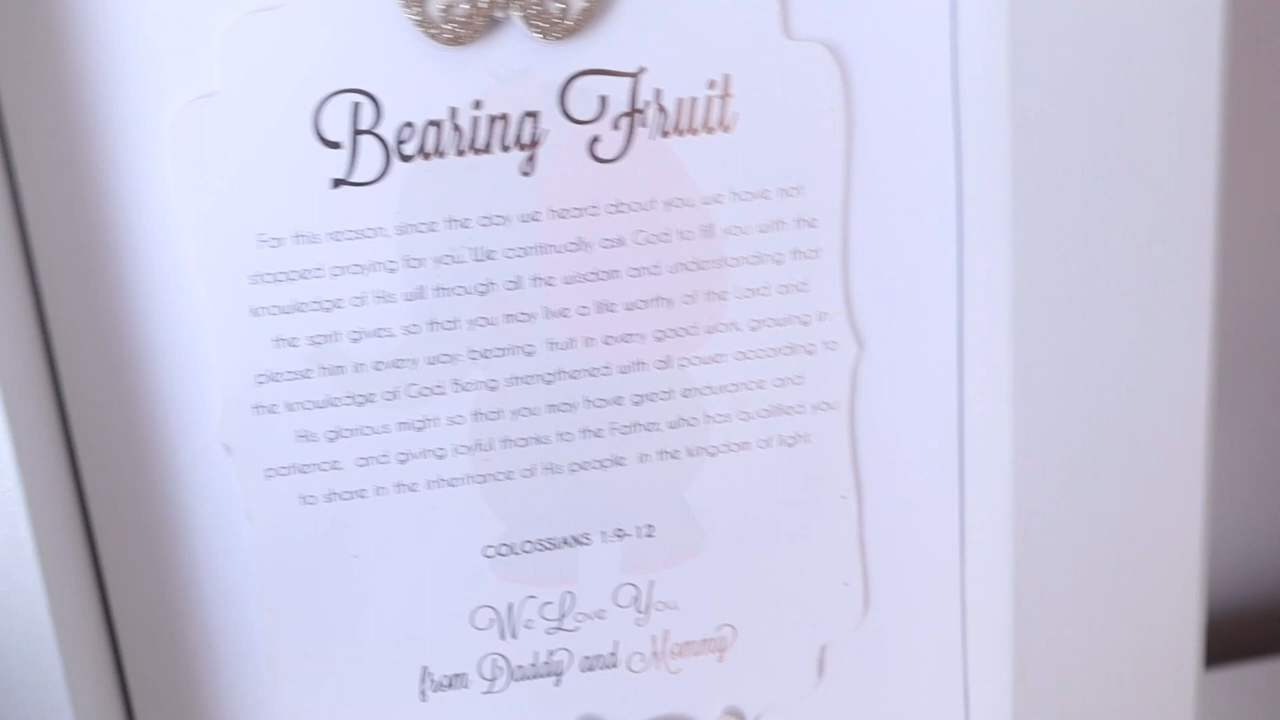 Bearing Fruit
For this reason, since the day we heard about you, we have not
stopped praying for you. We continually ask God to fill you with the
knowledge of His will through all the wisdom and understanding that
the spirit gives, so that you may live a life worthy of the Lord and
please him in every way: bearing fruit in every good work, growing in
the knowledge of God, Being strengthened with all power according to
His glorious might so that you may have great endurance and
patience, and giving joyful thanks to the Father, who has qualified you
to share in the inheritance of His people in the kingdom of light.
COLOSSIANS 1:9-12
We Love You,
from Daddy and Mommy